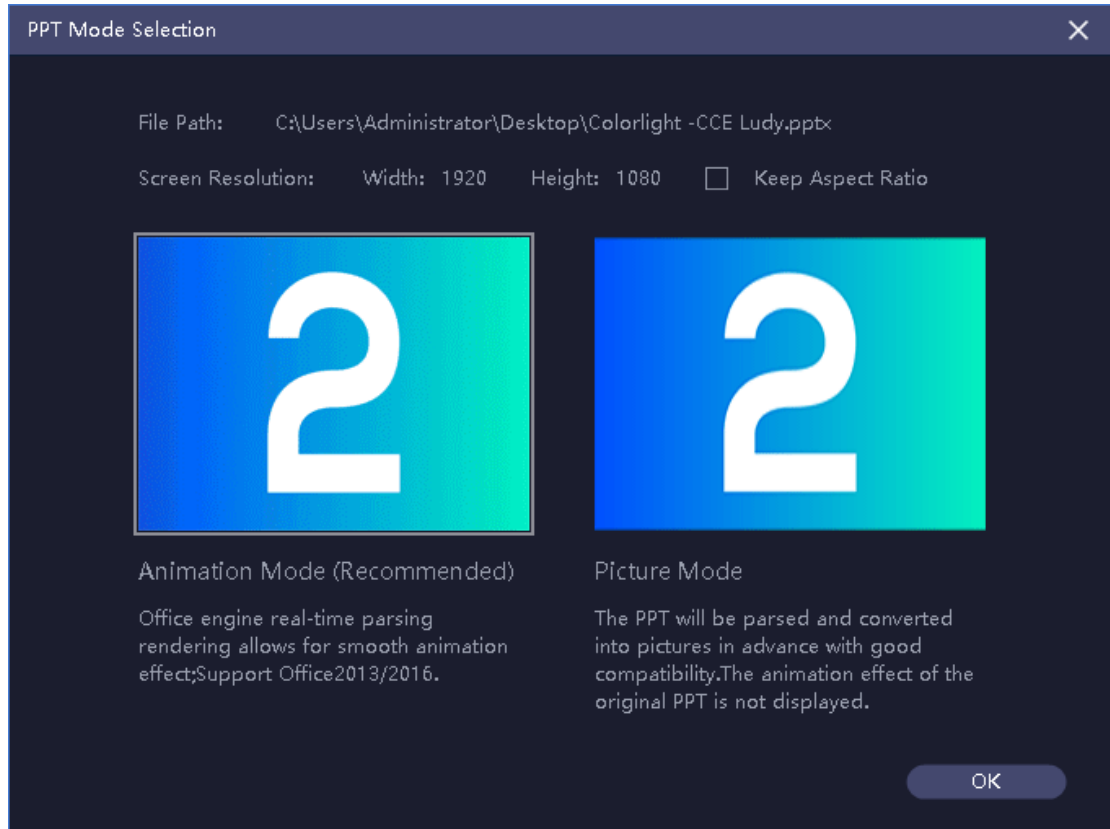 PPT Mode Selection
File Path: C:\Users\Administrator\Desktop\Colorlight -CCE Ludy.pptx
Screen Resolution: Width: 1920 Height: 1080 Keep Aspect Ratio
2
2
Animation Mode (Recommended)
Office engine real-time parsing
rendering allows for smooth animation
effect;Support Office2013/2016.
Picture Mode
The PPT will be parsed and converted
into pictures in advance with good
compatibility.The animation effect of the
original PPT is not displayed.
OK